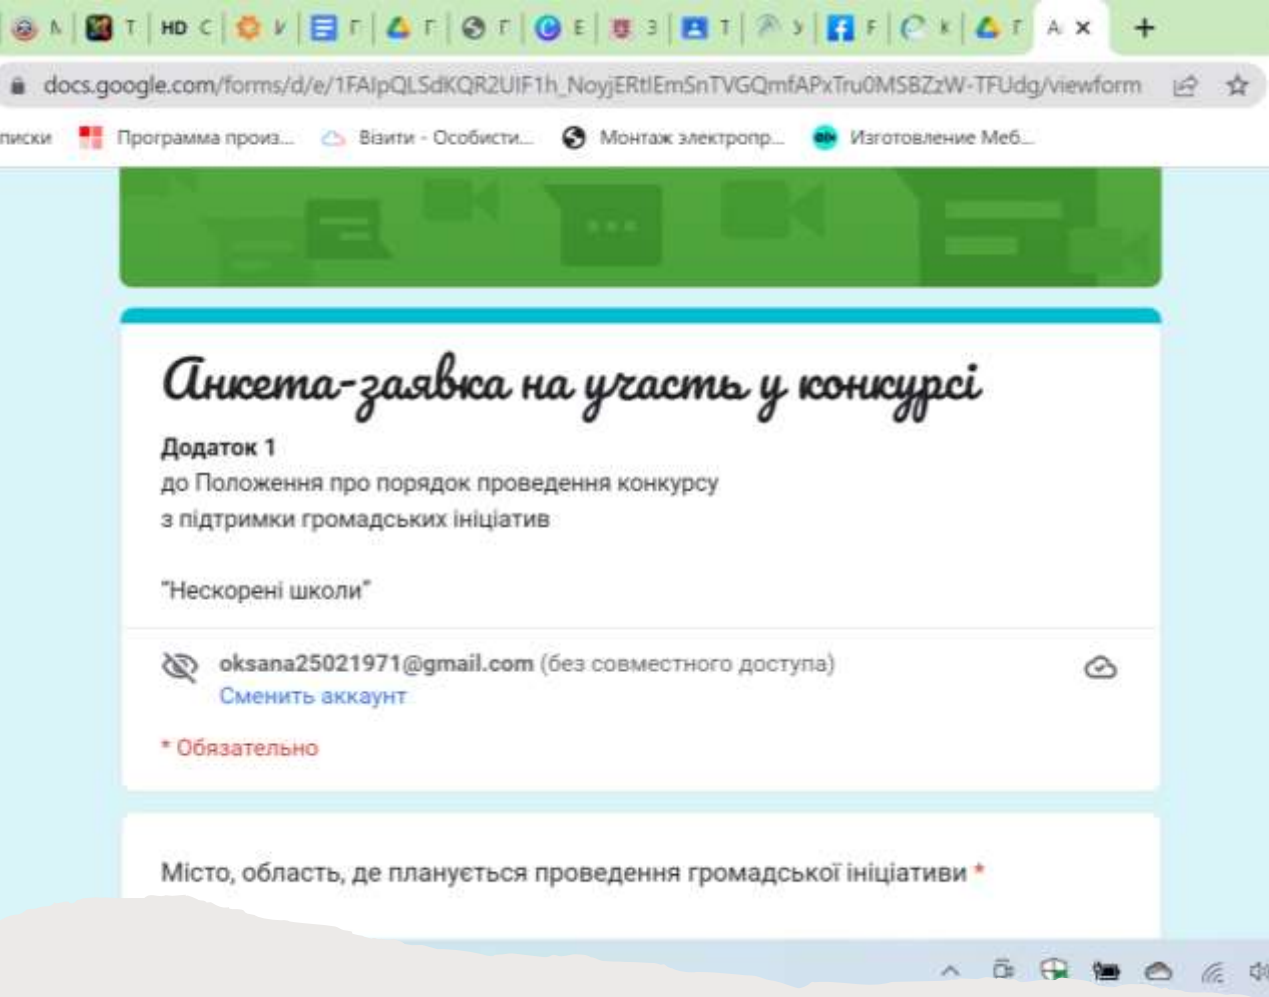 HD
docs.google.com/forms/d/e/1FAIpQLSdKQR2UIF1h_NoyjERtlEmSnTVGQmfAPxTru0MSBZzW-TFUdg/viewform
писки Программа произ... Візити - Особисти... Монтаж электропр... Изготовление Меб...
Анкета-заявка на участь у конкурсі
Додаток 1
до Положення про порядок проведення конкурсу
з підтримки громадських ініціатив
“Нескорені школи”
oksana25021971@gmail.com (без совместного доступа)
Сменить аккаунт
* Обязательно
Місто, область, де планується проведення громадської ініціативи *